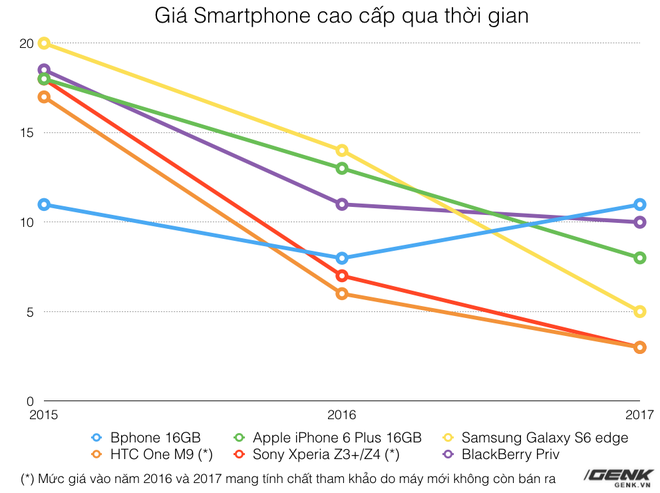 Giá Smartphone cao cấp qua thời gian
20
15
10
5
0
2015 2016 2017
Bphone 16GB Apple iPhone 6 Plus 16GB Samsung Galaxy S6 edge
HTC One M9 (*) Sony Xperia Z3+/Z4 (*) BlackBerry Priv
(*) Mức giá vào năm 2016 và 2017 mang tính chất tham khảo do máy mới không còn bán ra
/GENK
GENK.VN